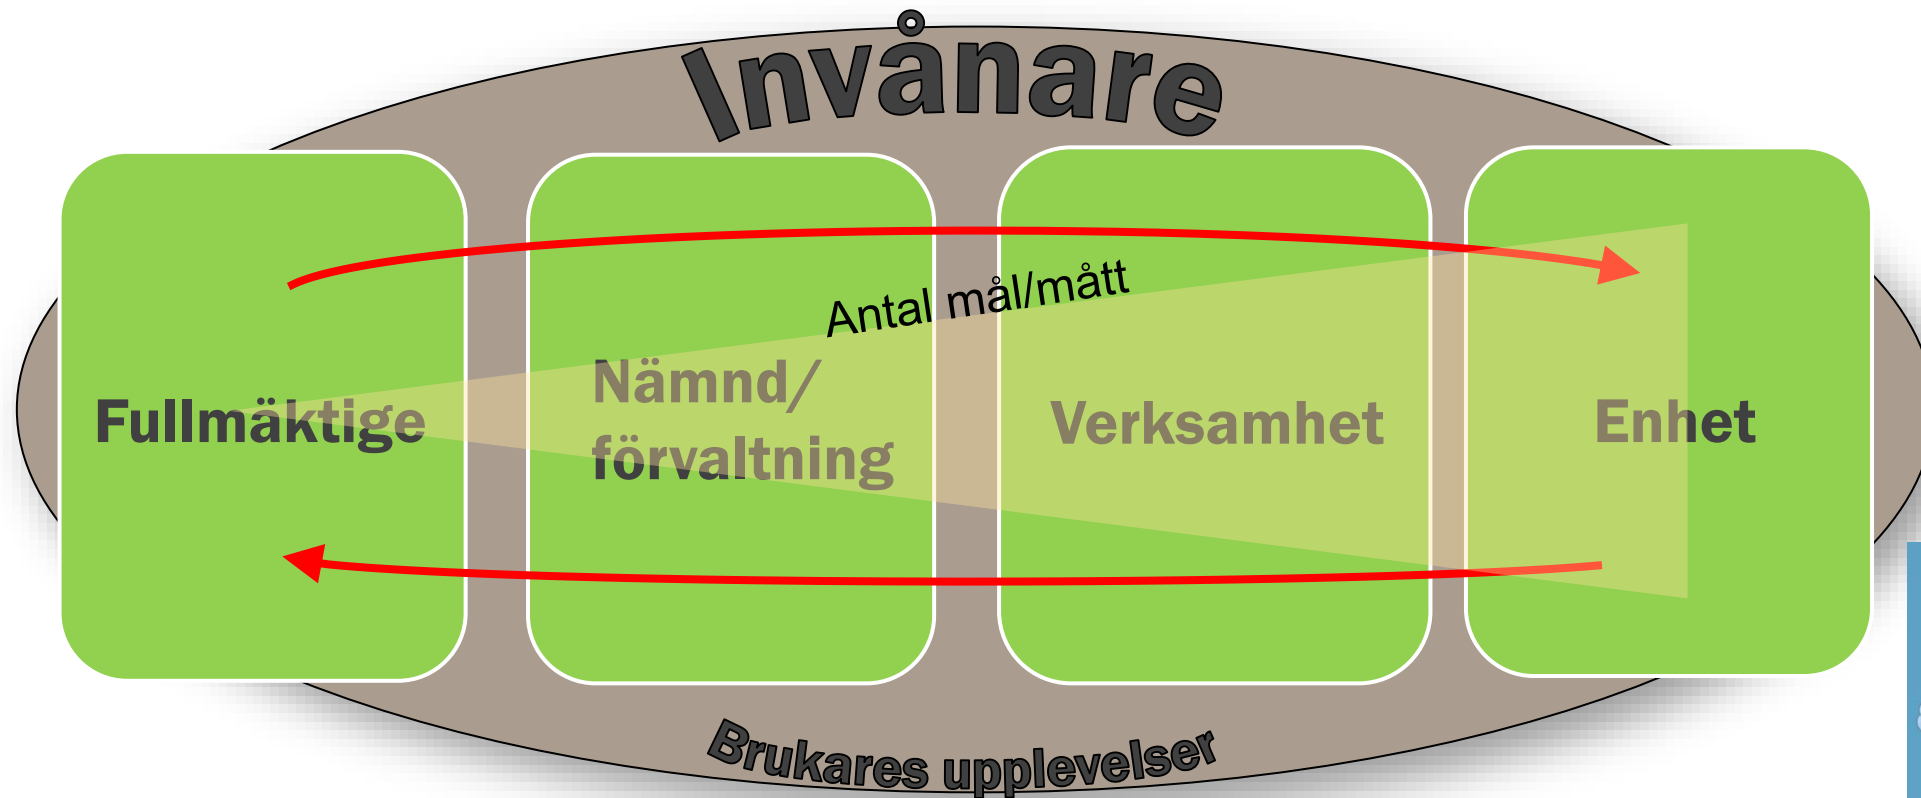 Invånare
Antal mål/mått
Fullmäktige
Nämnd/
förvaltning
Verksamhet
Enhet
Brukares upplevelser